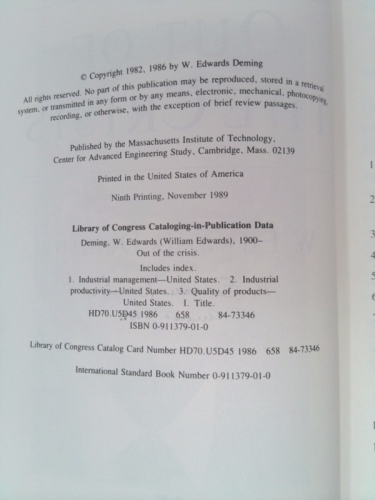 © Copyright 1982, 1986 by W. Edwards Deming
All rights reserved. No part of this publication may be reproduced, stored in a retrieval
system, or transmitted in any form or by any means, electronic, mechanical, photocopying,
recording, or otherwise, with the exception of brief review passages.
Published by the Massachusetts Institute of Technology,
Center for Advanced Engineering Study, Cambridge, Mass. 02139
Printed in the United States of America
Ninth Printing, November 1989
Library of Congress Cataloging-in-Publication Data
Deming, W. Edwards (William Edwards), 1900–
Out of the crisis.
Includes index.
1. Industrial management—United States. 2. Industrial
productivity—United States. 3. Quality of products—
United States. I. Title.
HD70.U5D45 1986 658 84-73346
ISBN 0-911379-01-0
Library of Congress Catalog Card Number HD70.U5D45 1986 658 84-73346
International Standard Book Number 0-911379-01-0